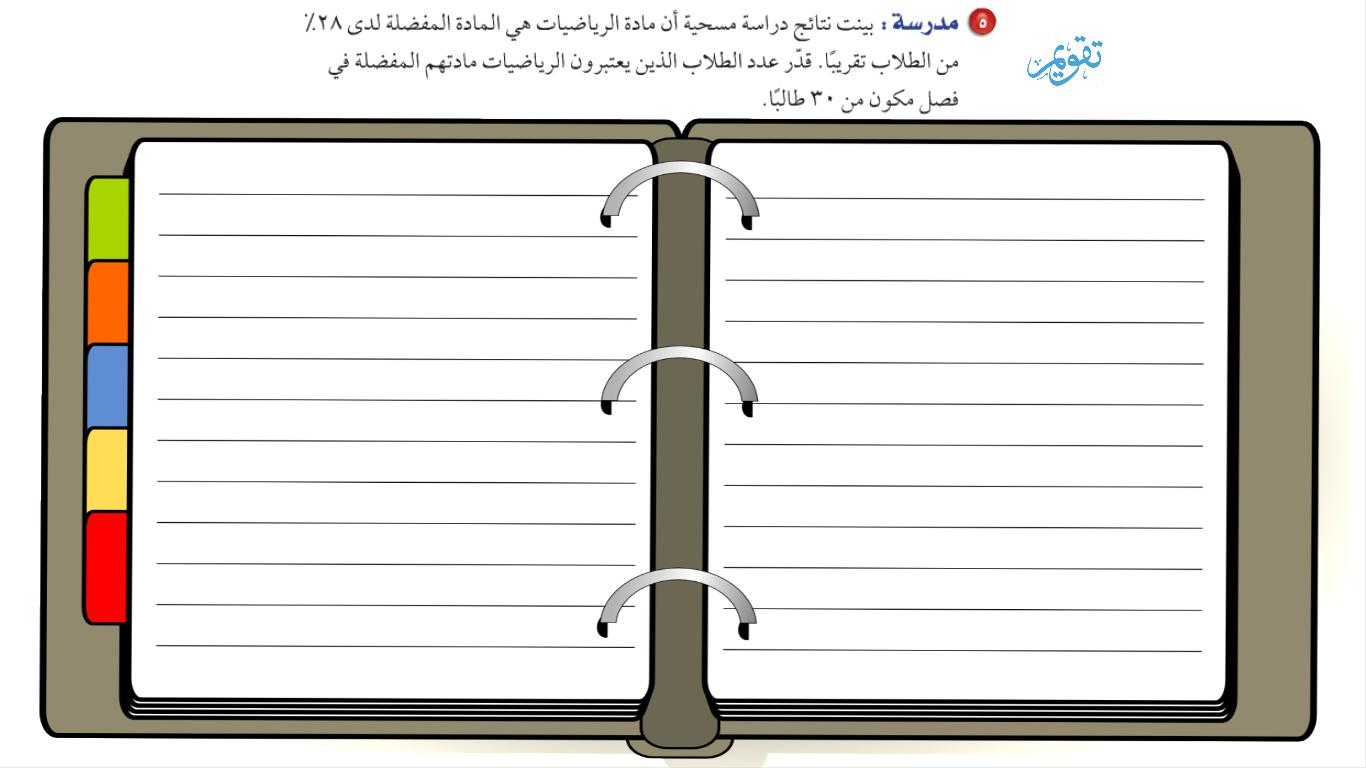 ٥ مدرسة : بينت نتائج دراسة مسحية أن مادة الرياضيات هي المادة المفضلة لدى ٢٨٪
من الطلاب تقريبًا. قدّر عدد الطلاب الذين يعتبرون الرياضيات مادتهم المفضلة في
فصل مكون من ٣٠ طالبًا.
تقويم